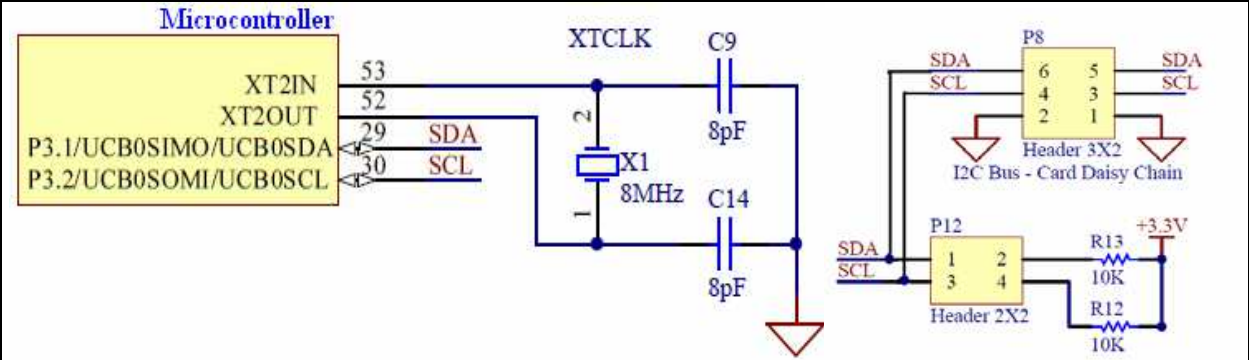 Microcontroller
XT2IN 53
XT2OUT 52
P3.1/UCB0SIMO/UCB0SDA 29 SDA
P3.2/UCB0SOMI/UCB0SCL 30 SCL
XTCLK
C9
8pF
2
X1
8MHz
1
C14
8pF
P8
SDA 6 5 SDA
SCL 4 3 SCL
2 1
Header 3X2
I2C Bus - Card Daisy Chain
P12
+3.3V
SDA 1 2 R13
10K
SCL 3 4 R12
10K
Header 2X2